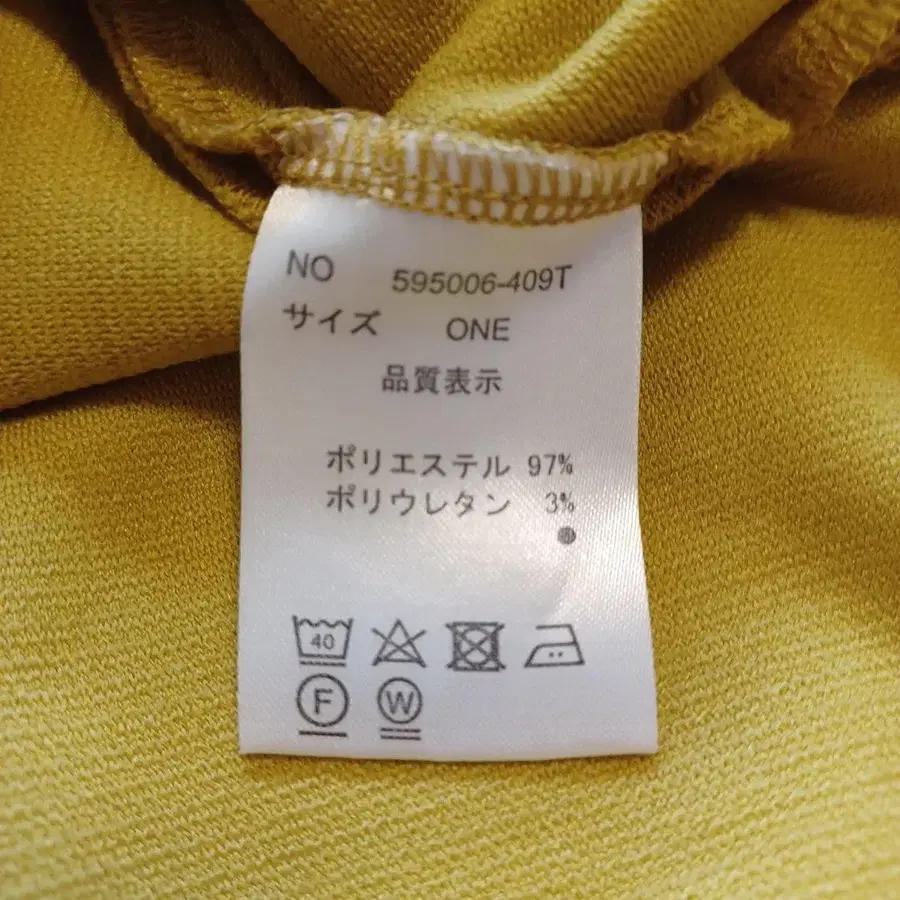 NO 595006-409T
サイズ ONE
品質表示
ポリエステル 97%
ポリウレタン 3%
40
F W